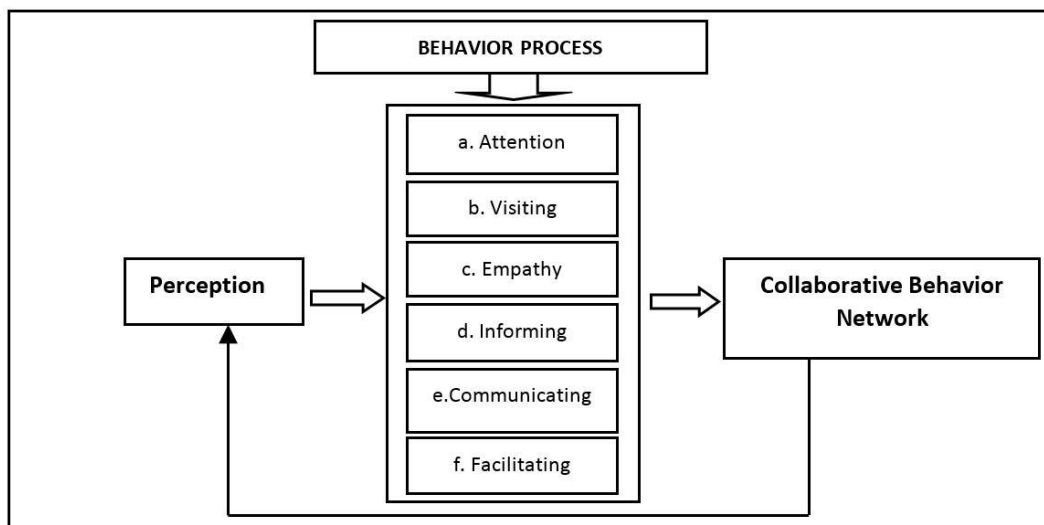 BEHAVIOR PROCESS
a. Attention
b. Visiting
c. Empathy
d. Informing
e.Communicating
f. Facilitating
Perception
Collaborative Behavior
Network